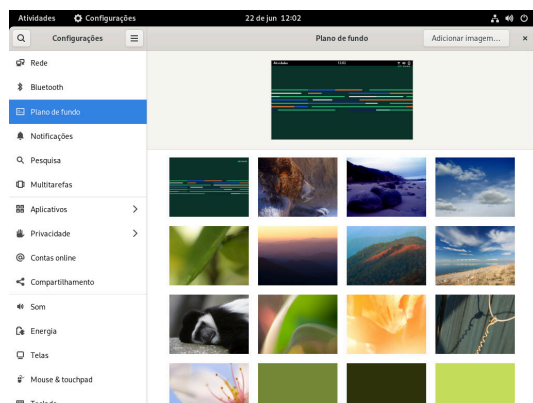 Atividades Configurações 22 de jun 12:02
Configurações Plano de fundo Adicionar imagem...
Rede
Bluetooth
Plano de fundo
Notificações
Pesquisa
Multitarefas
Aplicativos
Privacidade
Contas online
Compartilhamento
Som
Energia
Telas
Mouse & touchpad
Teclado